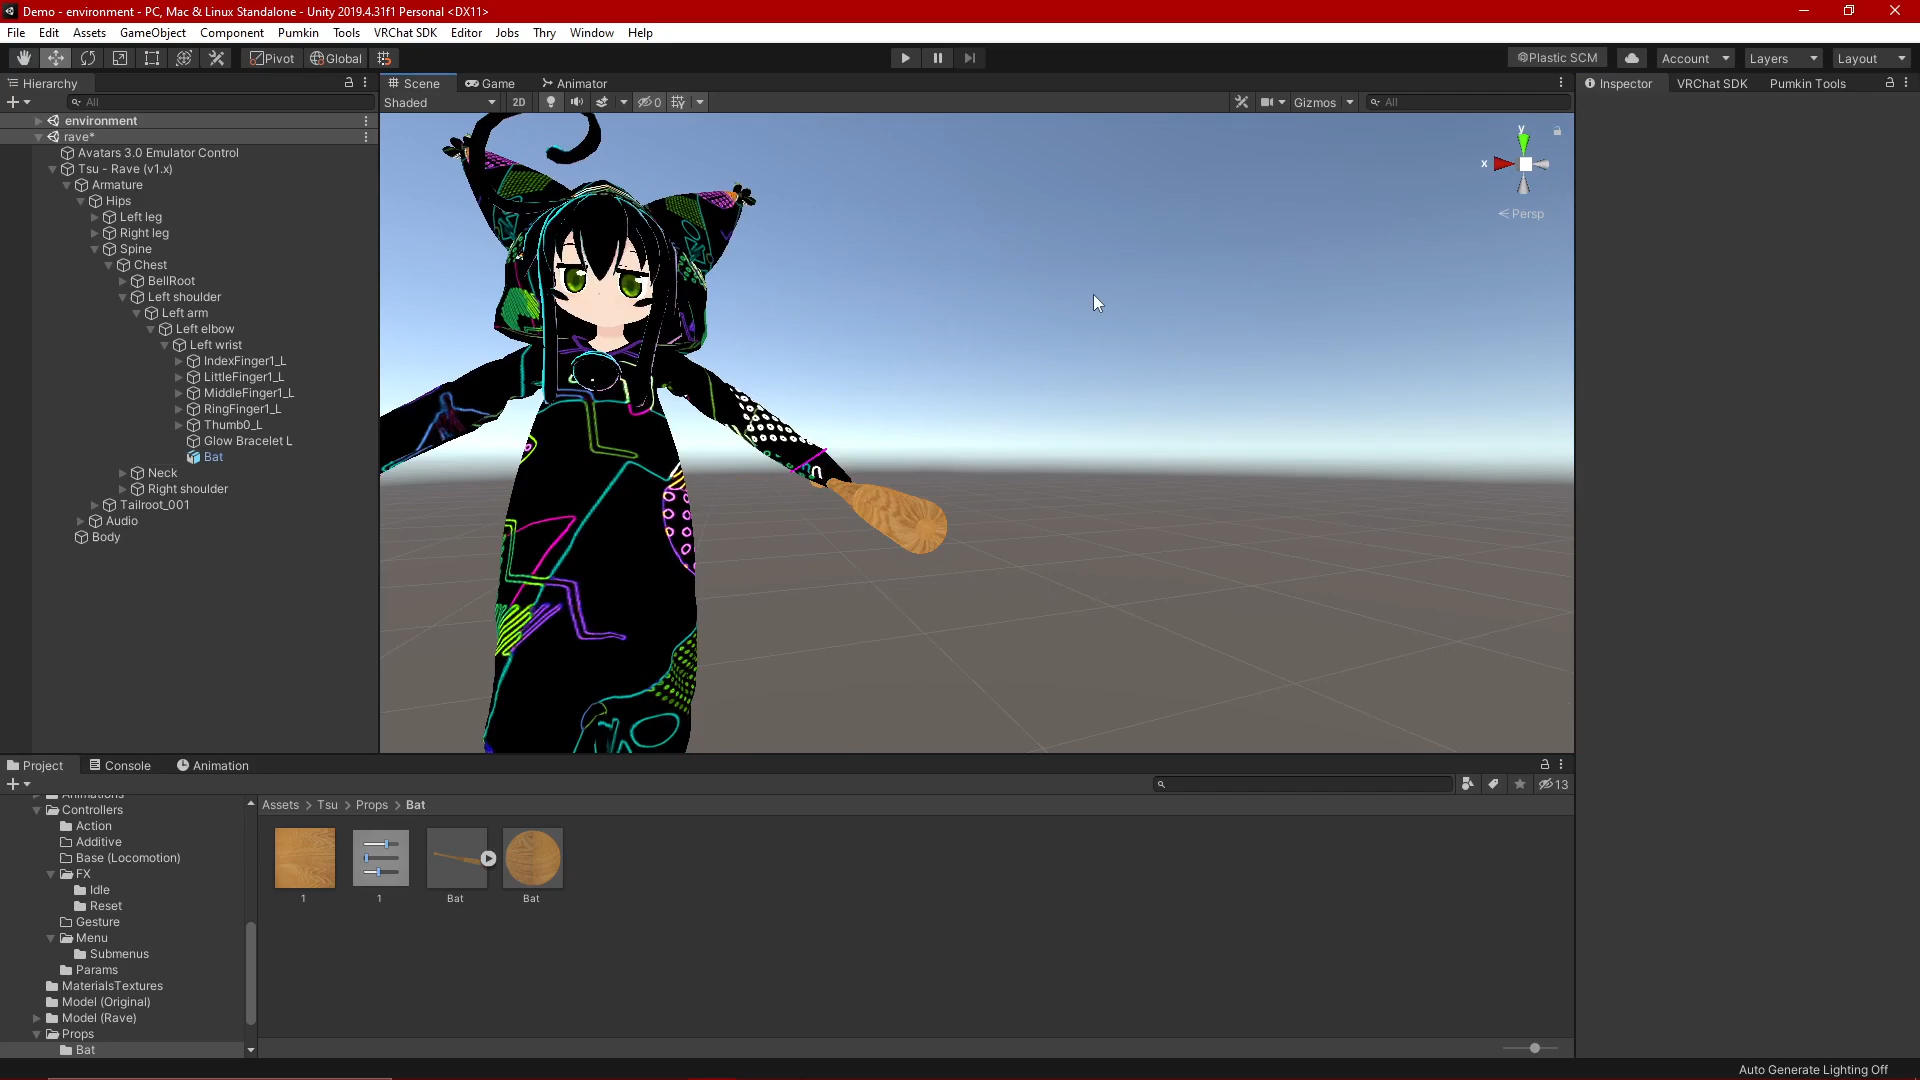 Demo - environment - PC, Mac & Linux Standalone - Unity 2019.4.31f1 Personal <DX11>
File Edit Assets GameObject Component Pumkin Tools VRChat SDK Editor Jobs Thry Window Help
Pivot Global Plastic SCM Account Layers Layout
Hierarchy Scene Game Animator Inspector VRChat SDK Pumkin Tools
All Shaded 2D 0 Gizmos All
environment
rave*
Avatars 3.0 Emulator Control
Tsu - Rave (v1.x)
Armature
Hips
Left leg
Right leg
Spine
Chest
BellRoot
Left shoulder
Left arm
Left elbow
Left wrist
IndexFinger1_L
LittleFinger1_L
MiddleFinger1_L
RingFinger1_L
Thumb0_L
Glow Bracelet L
Bat
Neck
Right shoulder
Tailroot_001
Audio
Body
y
x
Persp
Project Console Animation
13
Animations
Controllers
Action
Additive
Base (Locomotion)
FX
Idle
Reset
Gesture
Menu
Submenus
Params
MaterialsTextures
Model (Original)
Model (Rave)
Props
Bat
Assets > Tsu > Props > Bat
1 1 Bat Bat
Auto Generate Lighting Off